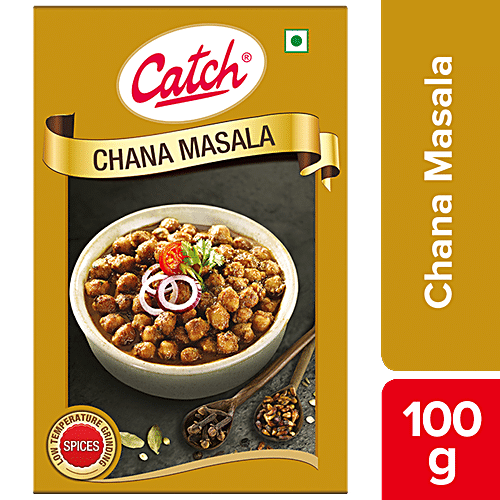 Catch®
CHANA MASALA
LOW TEMPERATURE GRINDING
SPICES
Chana Masala
100
g